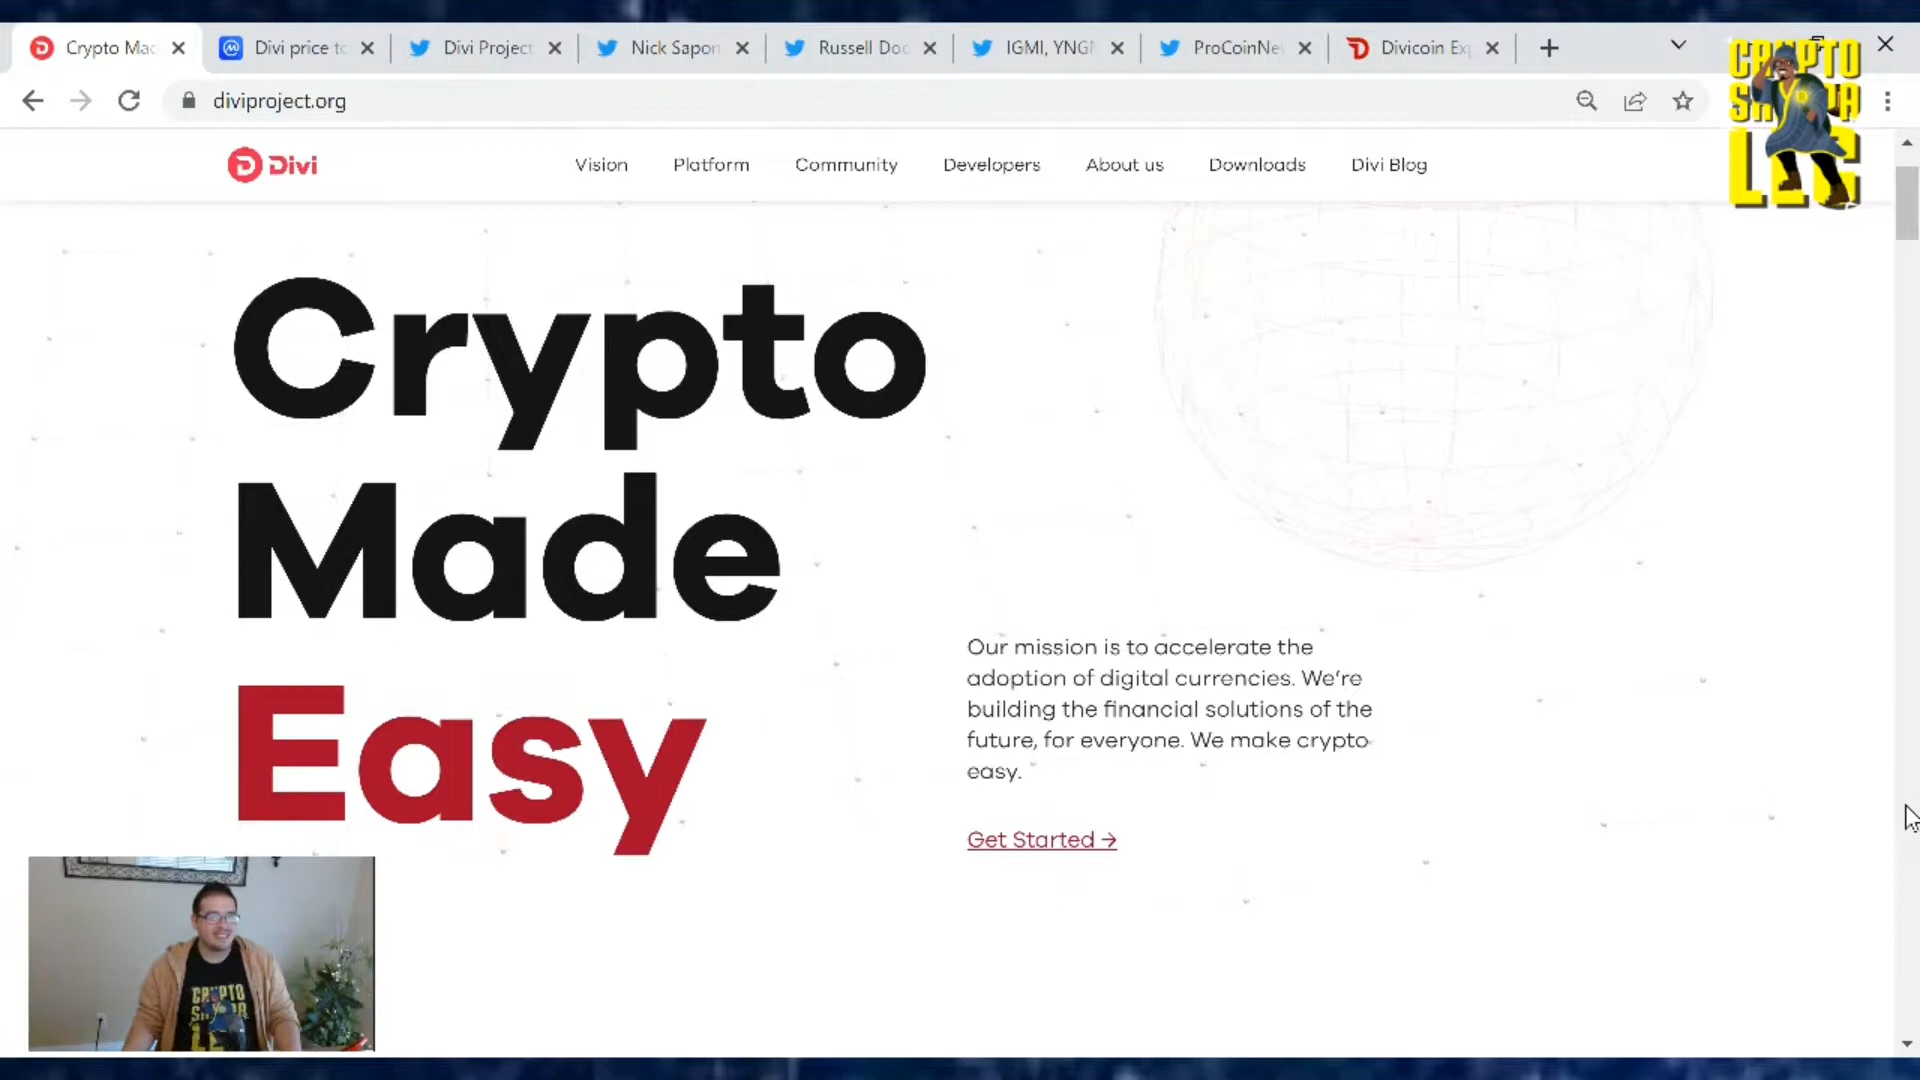 Crypto Mad
Divi price to
Divi Project
Nick Sapon
Russell Doc
IGMI, YNGI
ProCoinNe
Divicoin Ex
diviproject.org
CRYPTO
LLC
Divi
Vision
Platform
Community
Developers
About us
Downloads
Divi Blog
Crypto
Made
Easy
Our mission is to accelerate the
adoption of digital currencies. We're
building the financial solutions of the
future, for everyone. We make crypto
easy.
Get Started →